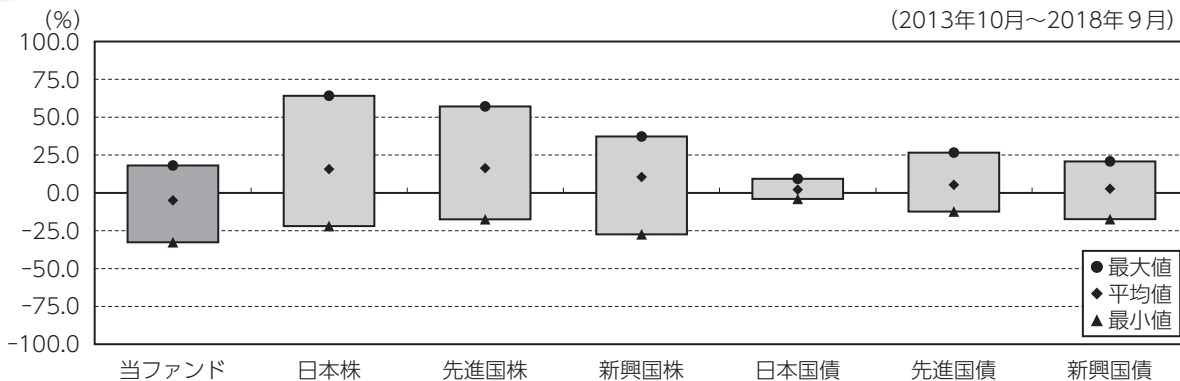 (%)
(2013年10月～2018年9月)
100.0
75.0
50.0
25.0
0.0
-25.0
-50.0
-75.0
-100.0
● 最大値
◆ 平均値
▲ 最小値
当ファンド 日本株 先進国株 新興国株 日本国債 先進国債 新興国債